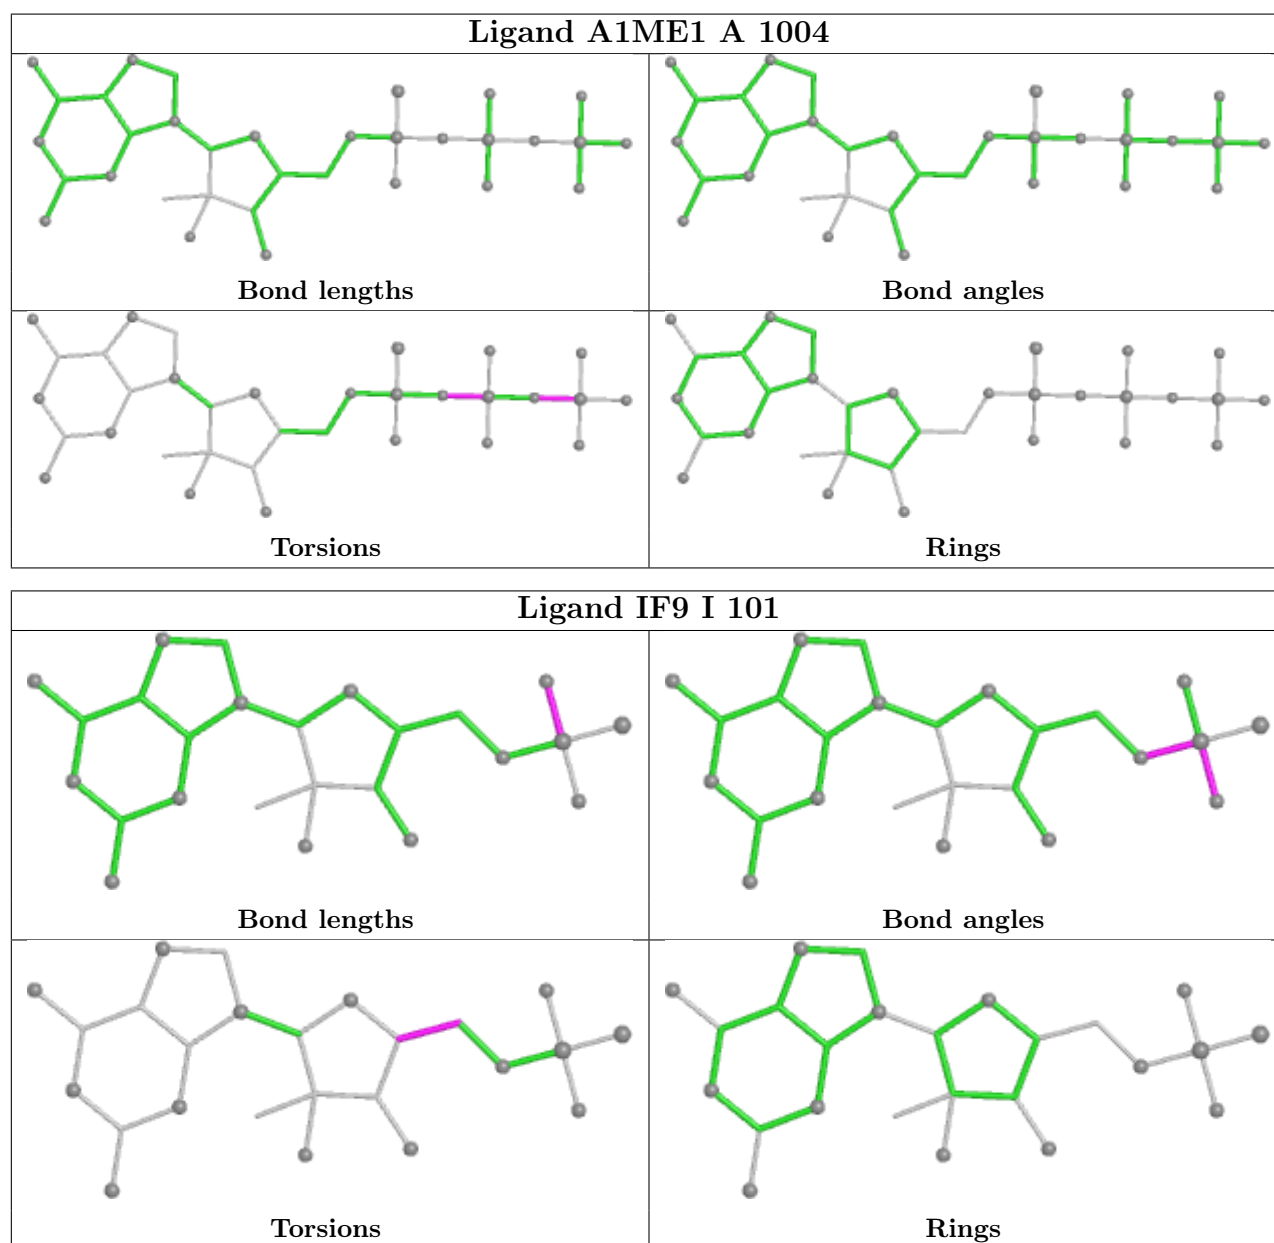 Ligand A1ME1 A 1004
Bond lengths
Bond angles
Torsions
Rings
Ligand IF9 I 101
Bond lengths
Bond angles
Torsions
Rings